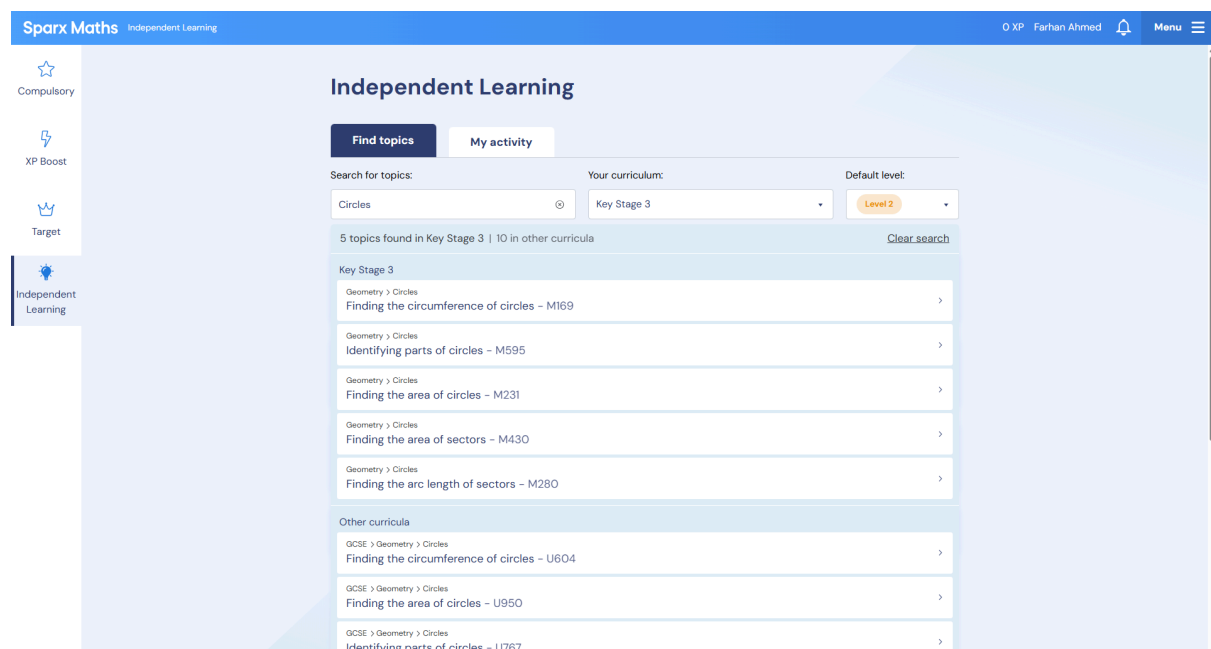 Sparx Maths Independent Learning 0 XP Farhan Ahmed Menu
Compulsory
XP Boost
Target
Independent
Learning
Independent Learning
Find topics My activity
Search for topics: Your curriculum: Default level:
Circles Key Stage 3 Level 2
5 topics found in Key Stage 3 | 10 in other curricula Clear search
Key Stage 3
Geometry > Circles
Finding the circumference of circles - M169
Geometry > Circles
Identifying parts of circles - M595
Geometry > Circles
Finding the area of circles - M231
Geometry > Circles
Finding the area of sectors - M430
Geometry > Circles
Finding the arc length of sectors - M280
Other curricula
GCSE > Geometry > Circles
Finding the circumference of circles - U604
GCSE > Geometry > Circles
Finding the area of circles - U950
GCSE > Geometry > Circles
Identifying parts of circles - U767